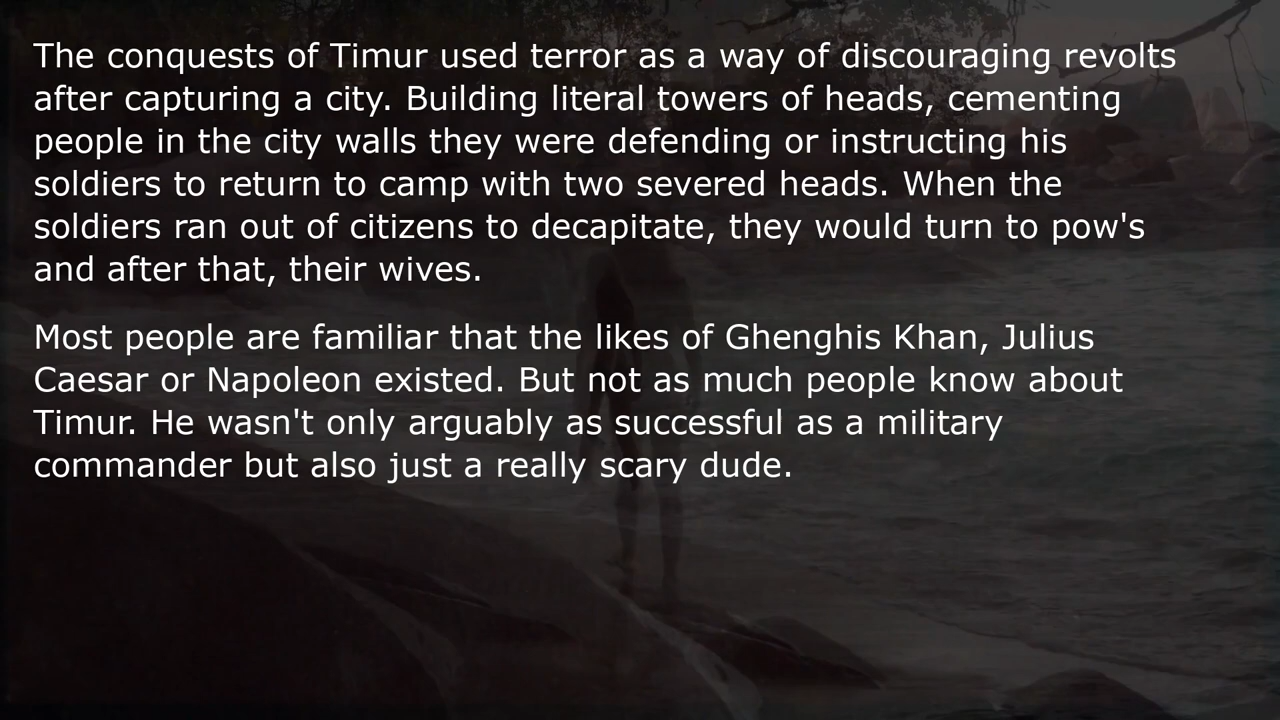 The conquests of Timur used terror as a way of discouraging revolts
after capturing a city. Building literal towers of heads, cementing
people in the city walls they were defending or instructing his
soldiers to return to camp with two severed heads. When the
soldiers ran out of citizens to decapitate, they would turn to pow's
and after that, their wives.
Most people are familiar that the likes of Ghenghis Khan, Julius
Caesar or Napoleon existed. But not as much people know about
Timur. He wasn't only arguably as successful as a military
commander but also just a really scary dude.